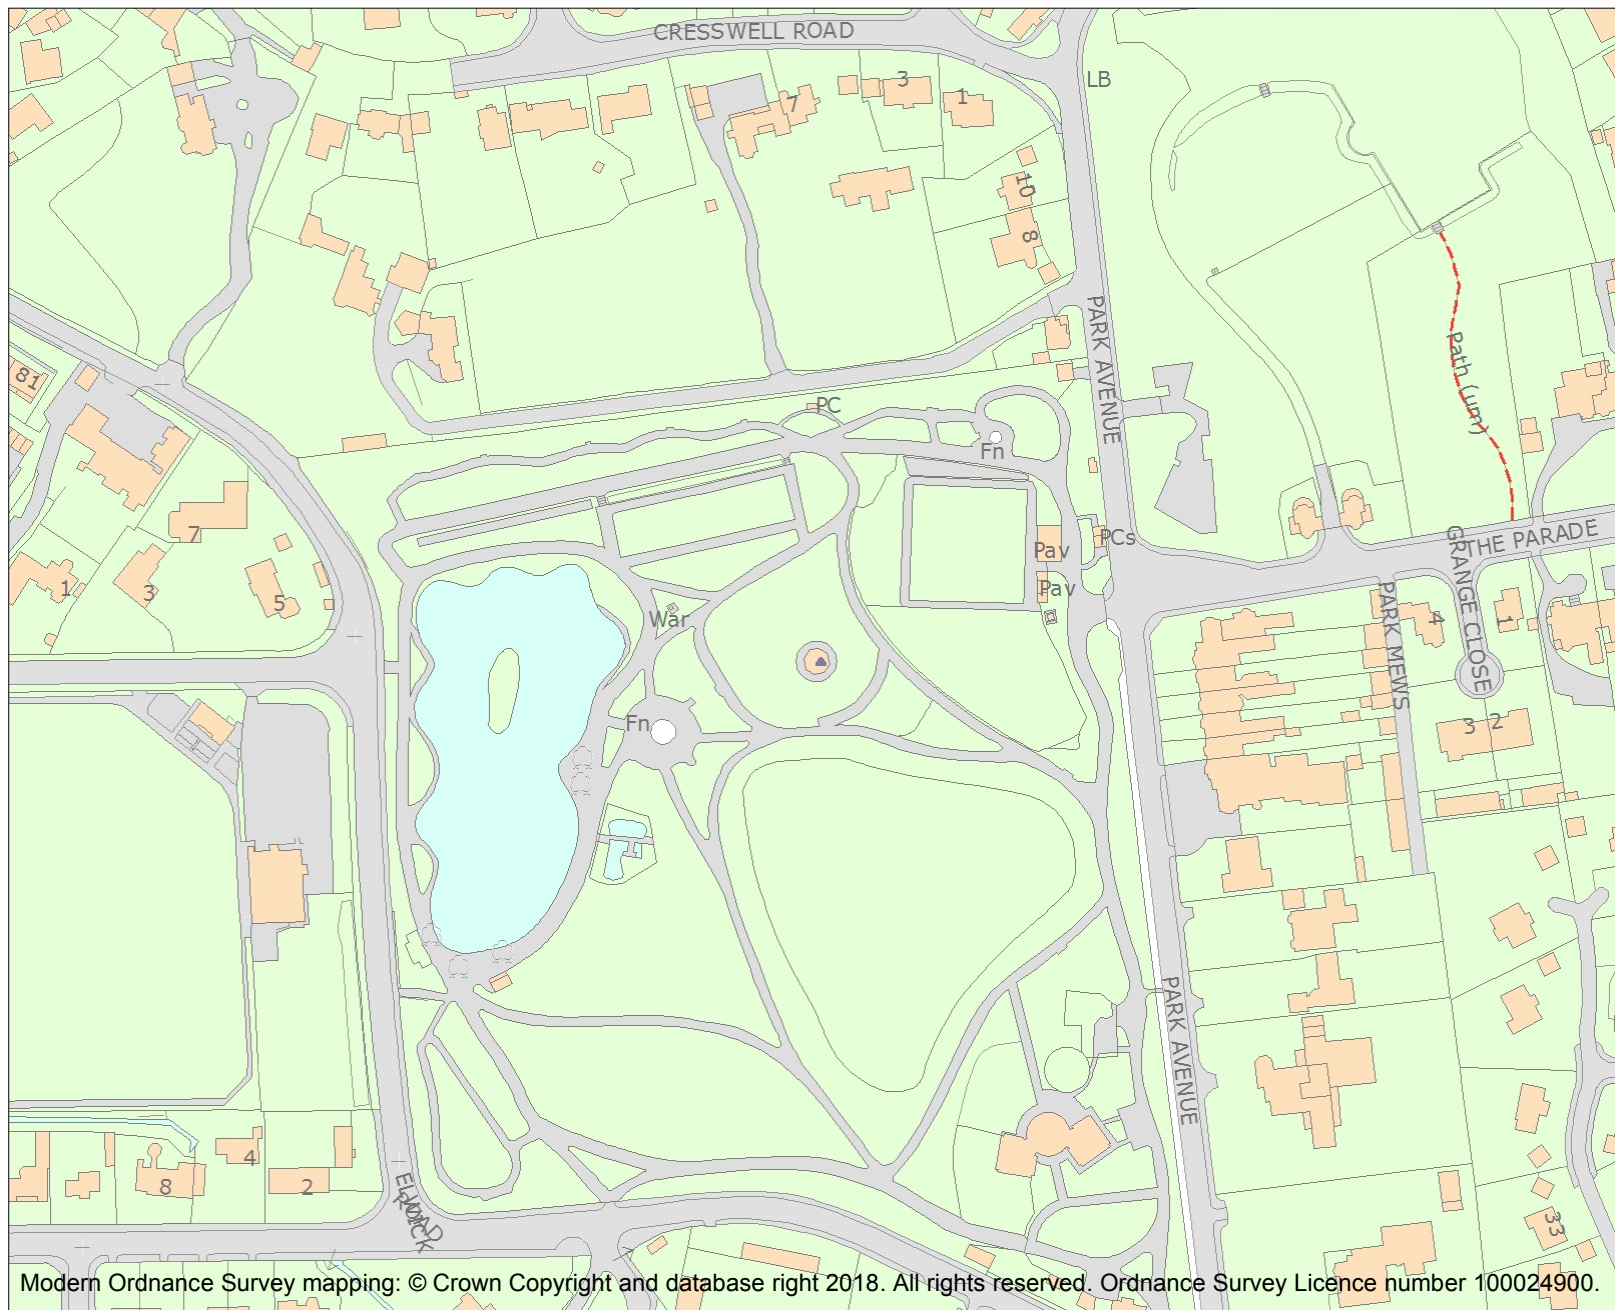 CRESSWELL ROAD
LB
3
7
1
10
8
PARK AVENUE
Path (um)
81
PC
Fn
7
PCs
Pav
THE PARADE
GRANGE CLOSE
1
3
5
Pav
War
PARK MEWS
4
1
Fn
3
2
PARK AVENUE
4
8
2
ELWICK
ROAD
33
Modern Ordnance Survey mapping: © Crown Copyright and database right 2018. All rights reserved. Ordnance Survey Licence number 100024900.